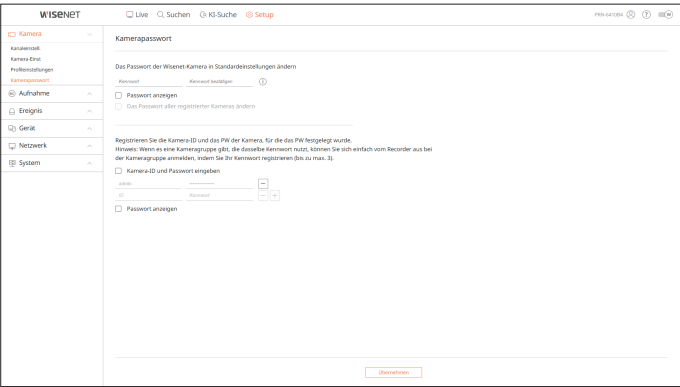 WISENET
Live Suchen KI-Suche Setup
PRN-6410B4
Kamera
Kanaleinstell.
Kamera-Einst
Profileinstellungen
Kamerapasswort
Aufnahme
Ereignis
Gerät
Netzwerk
System
Kamerapasswort
Das Passwort der Wisenet-Kamera in Standardeinstellungen ändern
Kennwort Kennwort bestätigen
Passwort anzeigen
Das Passwort aller registrierter Kameras ändern
Registrieren Sie die Kamera-ID und das PW der Kamera, für die das PW festgelegt wurde.
Hinweis: Wenn es eine Kameragruppe gibt, die dasselbe Kennwort nutzt, können Sie sich einfach vom Recorder aus bei
der Kameragruppe anmelden, indem Sie Ihr Kennwort registrieren (bis zu max. 3).
Kamera-ID und Passwort eingeben
admin
ID Kennwort
Passwort anzeigen
Übernehmen